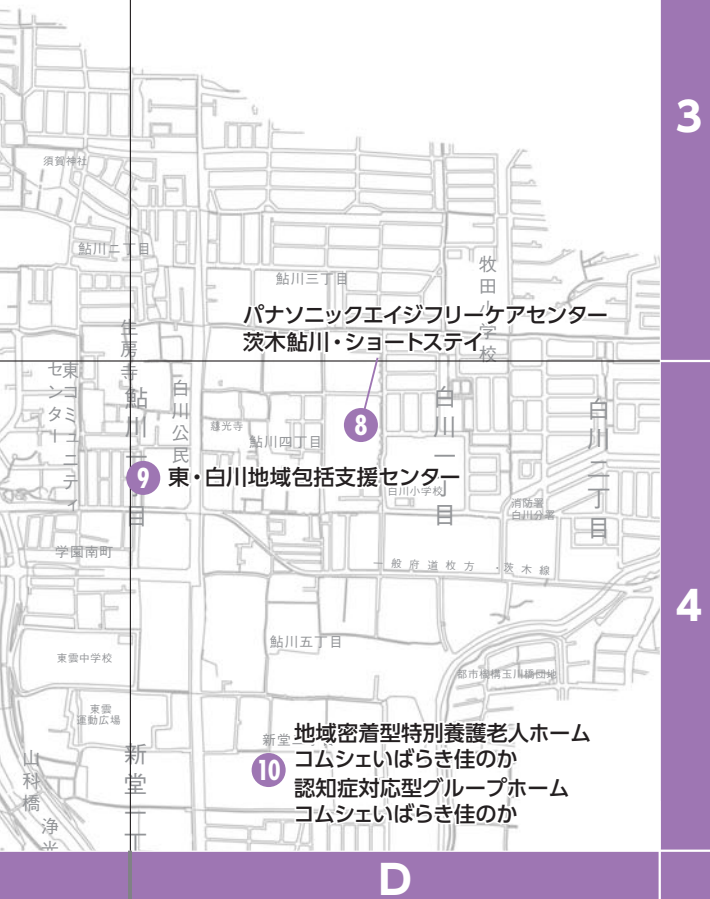 3
須賀神社
鮎川二丁目
鮎川三丁目
牧田小学校
パナソニックエイジフリーケアセンター
茨木鮎川・ショートステイ
生房寺
東コミュニティ
センター
鮎川一丁目
白川公民
慈光寺
鮎川四丁目
8
白川一丁目
白川二丁目
9 東・白川地域包括支援センター
白川小学校
消防署
白川分署
学園南町
一般府道枚方・茨木線
4
東雲中学校
鮎川五丁目
都市機構玉川橋団地
東雲
運動広場
10
地域密着型特別養護老人ホーム
コムシェいばらき佳のか
認知症対応型グループホーム
コムシェいばらき佳のか
山科橋
D